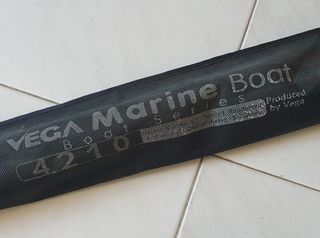 VEGA Marine Boat
Boat Series
4210
Produced
by Vega